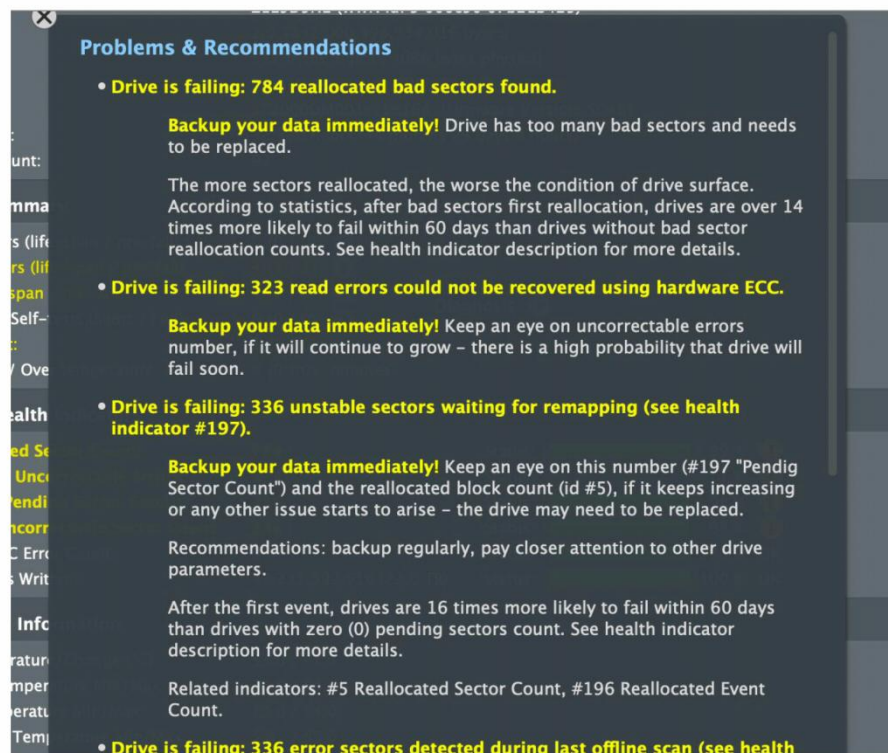 Problems & Recommendations
• Drive is failing: 784 reallocated bad sectors found.
Backup your data immediately! Drive has too many bad sectors and needs
to be replaced.
The more sectors reallocated, the worse the condition of drive surface.
According to statistics, after bad sectors first reallocation, drives are over 14
times more likely to fail within 60 days than drives without bad sector
reallocation counts. See health indicator description for more details.
• Drive is failing: 323 read errors could not be recovered using hardware ECC.
Backup your data immediately! Keep an eye on uncorrectable errors
number, if it will continue to grow – there is a high probability that drive will
fail soon.
• Drive is failing: 336 unstable sectors waiting for remapping (see health
indicator #197).
Backup your data immediately! Keep an eye on this number (#197 "Pendig
Sector Count") and the reallocated block count (id #5), if it keeps increasing
or any other issue starts to arise – the drive may need to be replaced.
Recommendations: backup regularly, pay closer attention to other drive
parameters.
After the first event, drives are 16 times more likely to fail within 60 days
than drives with zero (0) pending sectors count. See health indicator
description for more details.
Related indicators: #5 Reallocated Sector Count, #196 Reallocated Event
Count.
• Drive is failing: 336 error sectors detected during last offline scan (see health